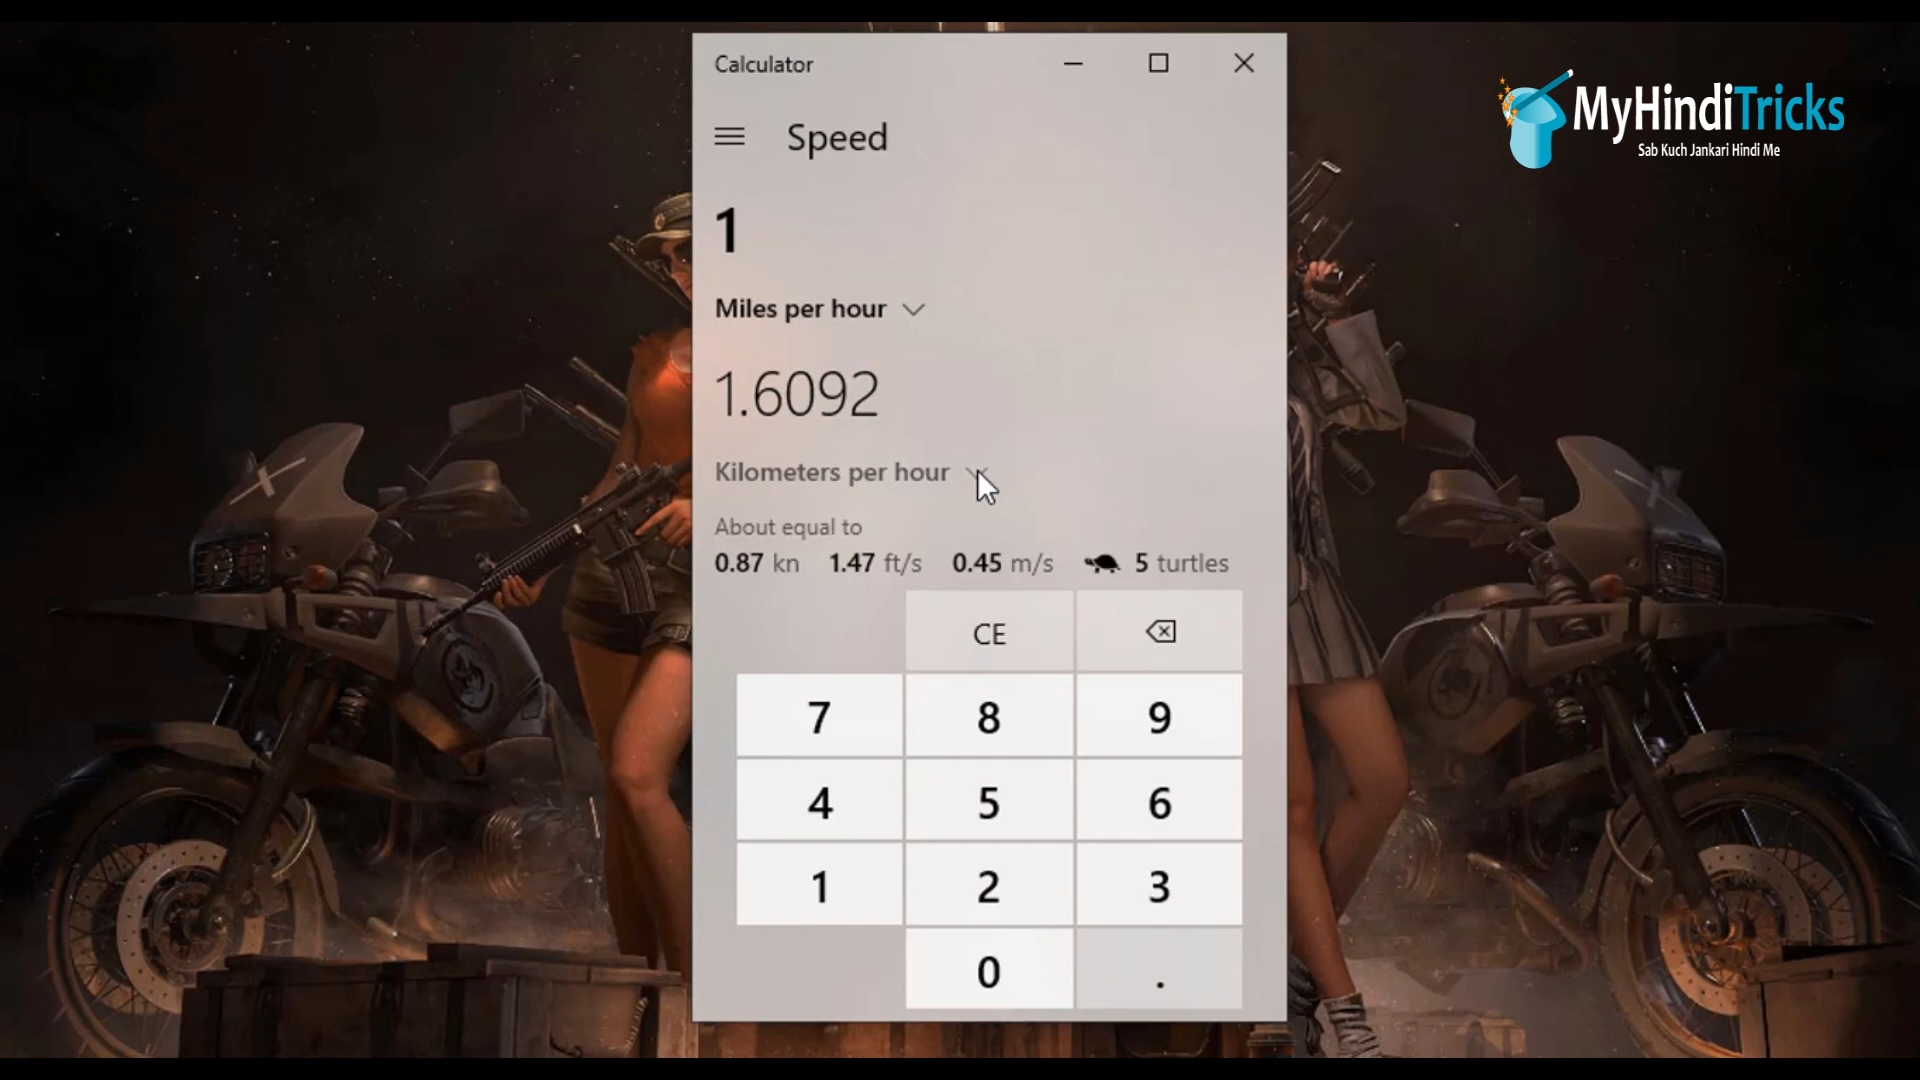 Calculator
MyHindiTricks
Sab Kuch Jankari Hindi Me
Speed
1
Miles per hour
1.6092
Kilometers per hour
About equal to
0.87 kn 1.47 ft/s 0.45 m/s 5 turtles
CE
7 8 9
4 5 6
1 2 3
0 .